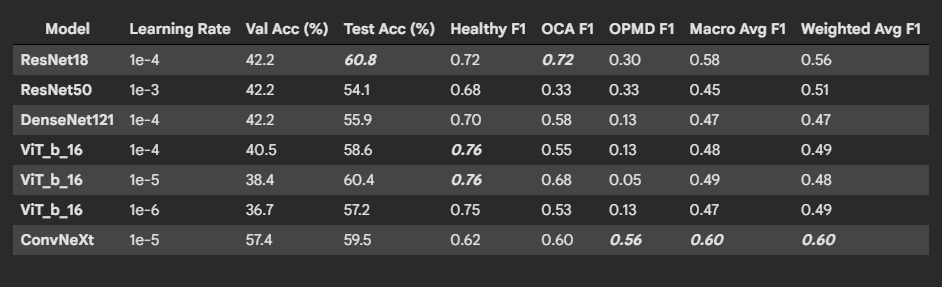 Model Learning Rate Val Acc (%) Test Acc (%) Healthy F1 OCA F1 OPMD F1 Macro Avg F1 Weighted Avg F1
ResNet18 1e-4 42.2 60.8 0.72 0.72 0.30 0.58 0.56
ResNet50 1e-3 42.2 54.1 0.68 0.33 0.33 0.45 0.51
DenseNet121 1e-4 42.2 55.9 0.70 0.58 0.13 0.47 0.47
ViT_b_16 1e-4 40.5 58.6 0.76 0.55 0.13 0.48 0.49
ViT_b_16 1e-5 38.4 60.4 0.76 0.68 0.05 0.49 0.48
ViT_b_16 1e-6 36.7 57.2 0.75 0.53 0.13 0.47 0.49
ConvNeXt 1e-5 57.4 59.5 0.62 0.60 0.56 0.60 0.60